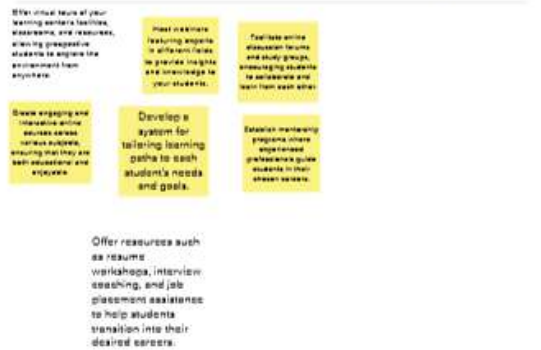 Offer virtual tours of your
learning center's facilities,
classrooms, and resources,
allowing prospective
students to explore the
environment from
anywhere.
Host webinars
featuring experts
in different fields
to provide insights
and knowledge to
your students.
Facilitate online
discussion forums
and study groups,
encouraging students
to collaborate and
learn from each other.
Create engaging and
interactive online
courses across
various subjects,
ensuring that they are
both educational and
enjoyable.
Develop a
system for
tailoring learning
paths to each
student's needs
and goals.
Establish mentorship
programs where
experienced
professionals guide
students in their
chosen careers.
Offer resources such
as resume
workshops, interview
coaching, and job
placement assistance
to help students
transition into their
desired careers.